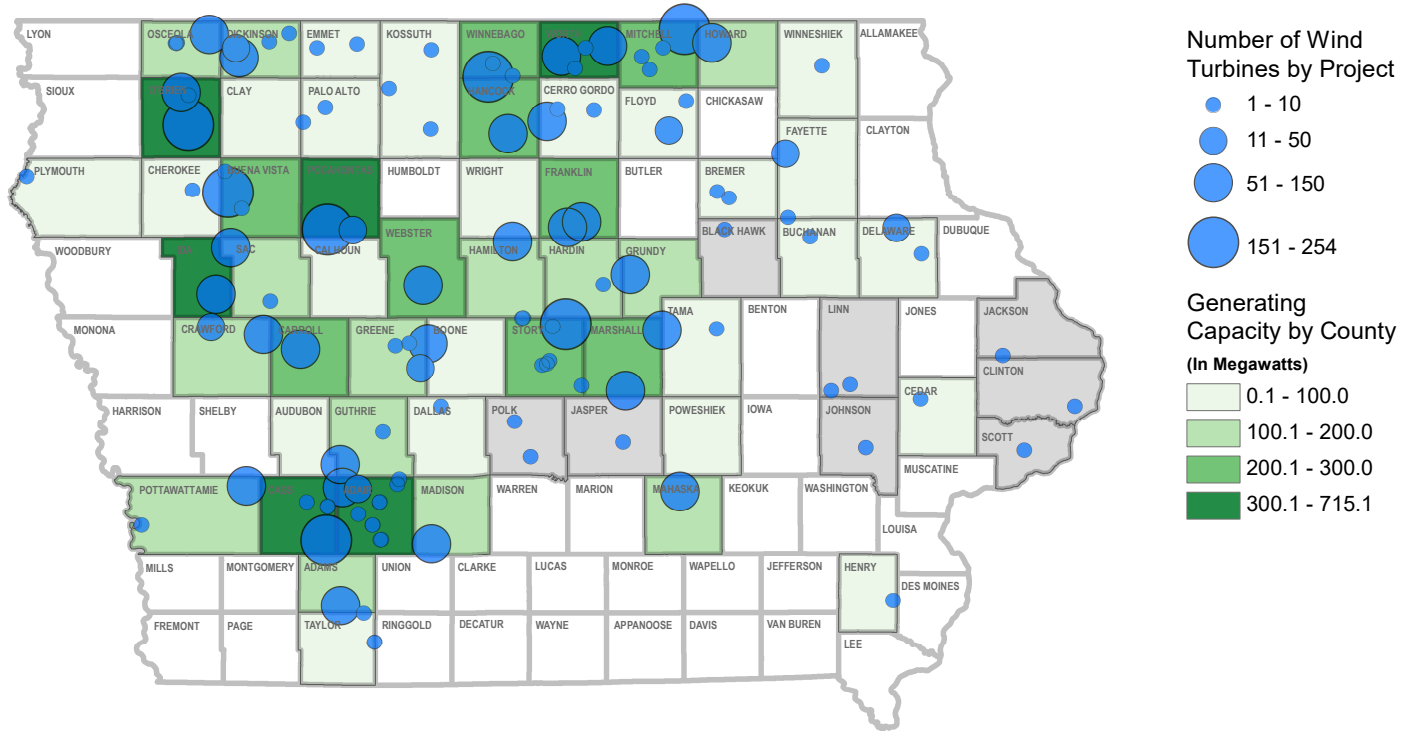 LYON
OSCEOLA
DICKINSON
EMMET
KOSSUTH
WINNEBAGO
MITCHELL
HOWARD
WINNESHIEK
ALLAMAKEE
SIOUX
CLAY
PALO ALTO
HANCOCK
CERRO GORDO
FLOYD
CHICKASAW
FAYETTE
CLAYTON
PLYMOUTH
CHEROKEE
BUENA VISTA
HUMBOLDT
WRIGHT
FRANKLIN
BUTLER
BREMER
WOODBURY
SAC
CALHOUN
WEBSTER
HAMILTON
HARDIN
GRUNDY
BLACK HAWK
BUCHANAN
DELAWARE
DUBUQUE
MONONA
CRAWFORD
CARROLL
GREENE
BOONE
STORY
MARSHALL
TAMA
BENTON
LINN
JONES
JACKSON
CLINTON
HARRISON
SHELBY
AUDUBON
GUTHRIE
DALLAS
POLK
JASPER
POWESHIEK
IOWA
JOHNSON
CEDAR
SCOTT
MUSCATINE
POTTAWATTAMIE
MADISON
WARREN
MARION
MAHASKA
KEOKUK
WASHINGTON
LOUISA
MILLS
MONTGOMERY
ADAMS
UNION
CLARKE
LUCAS
MONROE
WAPELLO
JEFFERSON
HENRY
DES MOINES
FREMONT
PAGE
TAYLOR
RINGGOLD
DECATUR
WAYNE
APPANOOSE
DAVIS
VAN BUREN
LEE
Number of Wind
Turbines by Project
1 - 10
11 - 50
51 - 150
151 - 254
Generating
Capacity by County
(In Megawatts)
0.1 - 100.0
100.1 - 200.0
200.1 - 300.0
300.1 - 715.1